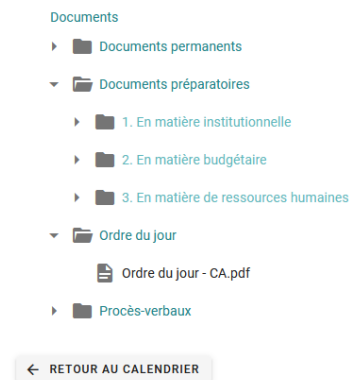 Documents
Documents permanents
Documents préparatoires
1. En matière institutionnelle
2. En matière budgétaire
3. En matière de ressources humaines
Ordre du jour
Ordre du jour - CA.pdf
Procès-verbaux
← RETOUR AU CALENDRIER